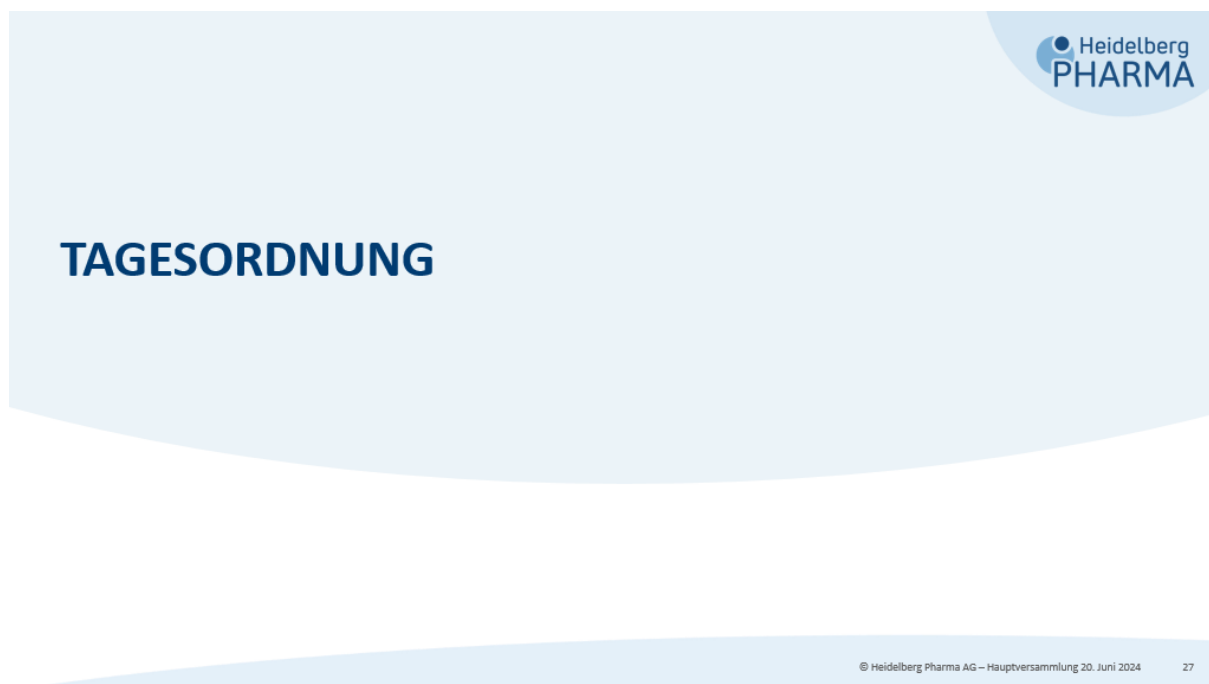 Heidelberg
PHARMA
TAGESORDNUNG
© Heidelberg Pharma AG – Hauptversammlung 20. Juni 2024 27